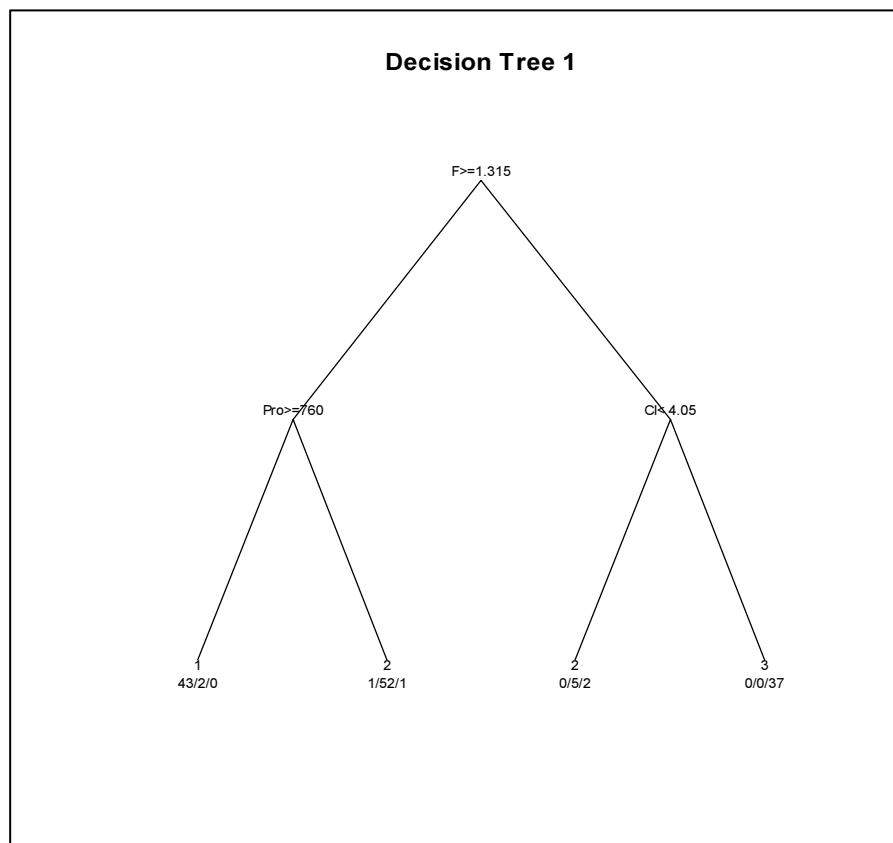 Decision Tree 1
F>=1.315
Pro>=760
Cl< 4.05
1
43/2/0
2
1/52/1
2
0/5/2
3
0/0/37